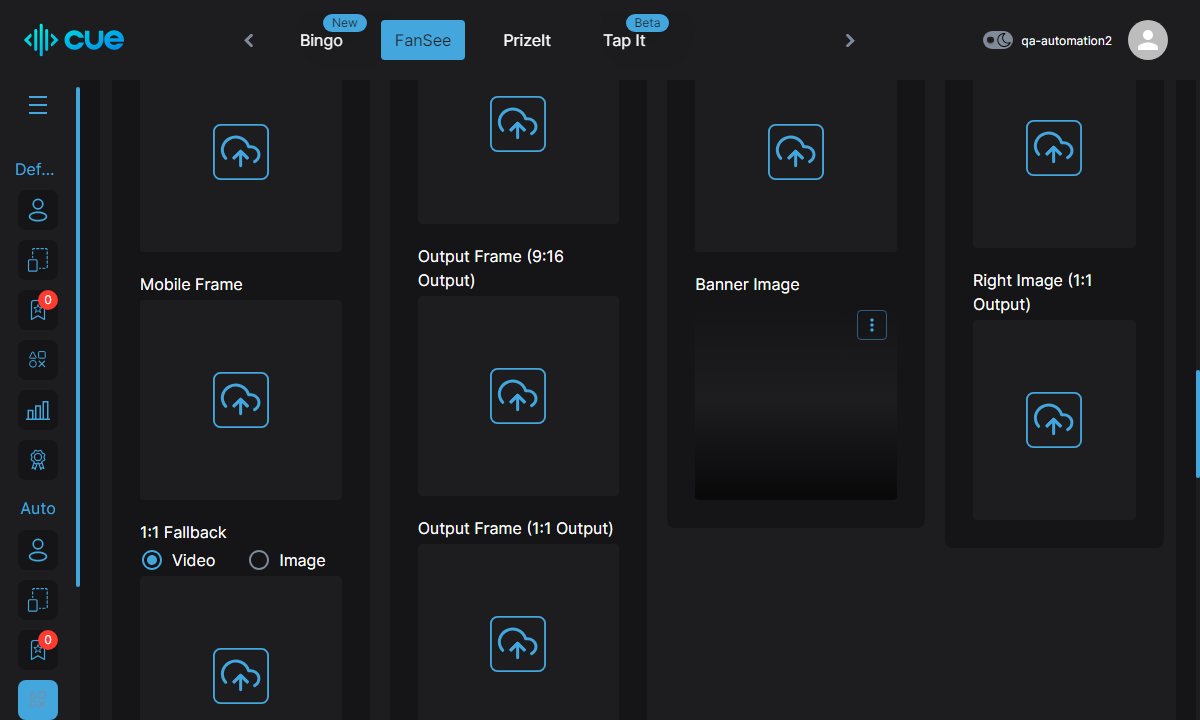 cue
Bingo
New
FanSee
PrizeIt
Tap It
Beta
qa-automation2
Def...
0
Auto
0
Mobile Frame
1:1 Fallback
Video
Image
Output Frame (9:16
Output)
Output Frame (1:1 Output)
Banner Image
Right Image (1:1
Output)